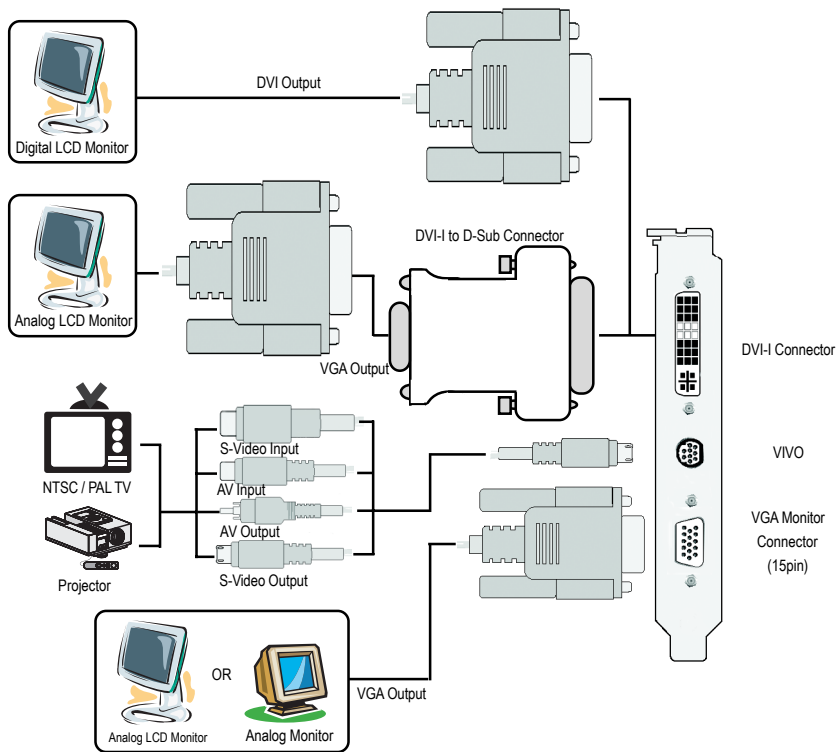 DVI Output
Digital LCD Monitor
DVI-I to D-Sub Connector
Analog LCD Monitor
VGA Output
DVI-I Connector
S-Video Input
NTSC / PAL TV
AV Input
VIVO
AV Output
S-Video Output
Projector
VGA Monitor
Connector
(15pin)
OR
VGA Output
Analog LCD Monitor
Analog Monitor